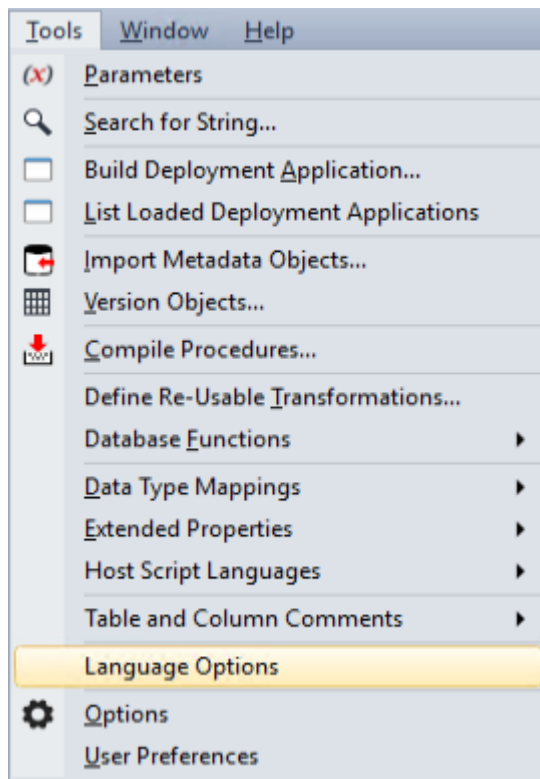 Tools Window Help
(x) Parameters
Search for String...
Build Deployment Application...
List Loaded Deployment Applications
Import Metadata Objects...
Version Objects...
Compile Procedures...
Define Re-Usable Transformations...
Database Functions
Data Type Mappings
Extended Properties
Host Script Languages
Table and Column Comments
Language Options
Options
User Preferences